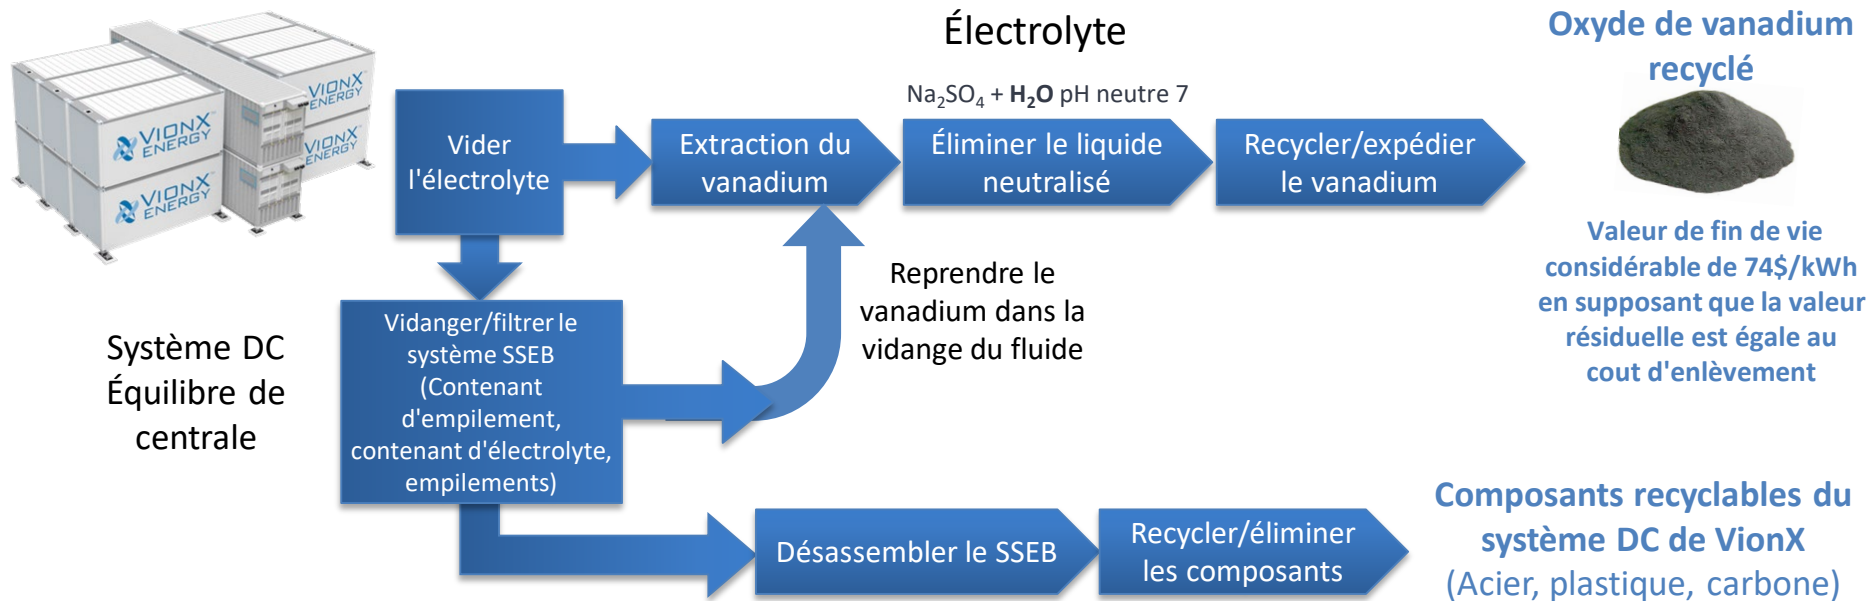 VIONX
ENERGY
VIONX
ENERGY
VIONX
ENERGY
VIONX
ENERGY
Électrolyte
Na₂SO₄ + H₂O pH neutre 7
Vider
l'électrolyte
Extraction du
vanadium
Éliminer le liquide
neutralisé
Recycler/expédier
le vanadium
Oxyde de vanadium
recyclé
Valeur de fin de vie
considérable de 74$/kWh
en supposant que la valeur
résiduelle est égale au
cout d'enlèvement
Reprendre le
vanadium dans la
vidange du fluide
Système DC
Équilibre de
centrale
Vidanger/filtrer le
système SSEB
(Contenant
d'empilement,
contenant d'électrolyte,
empilements)
Désassembler le SSEB
Recycler/éliminer
les composants
Composants recyclables du
système DC de VionX
(Acier, plastique, carbone)